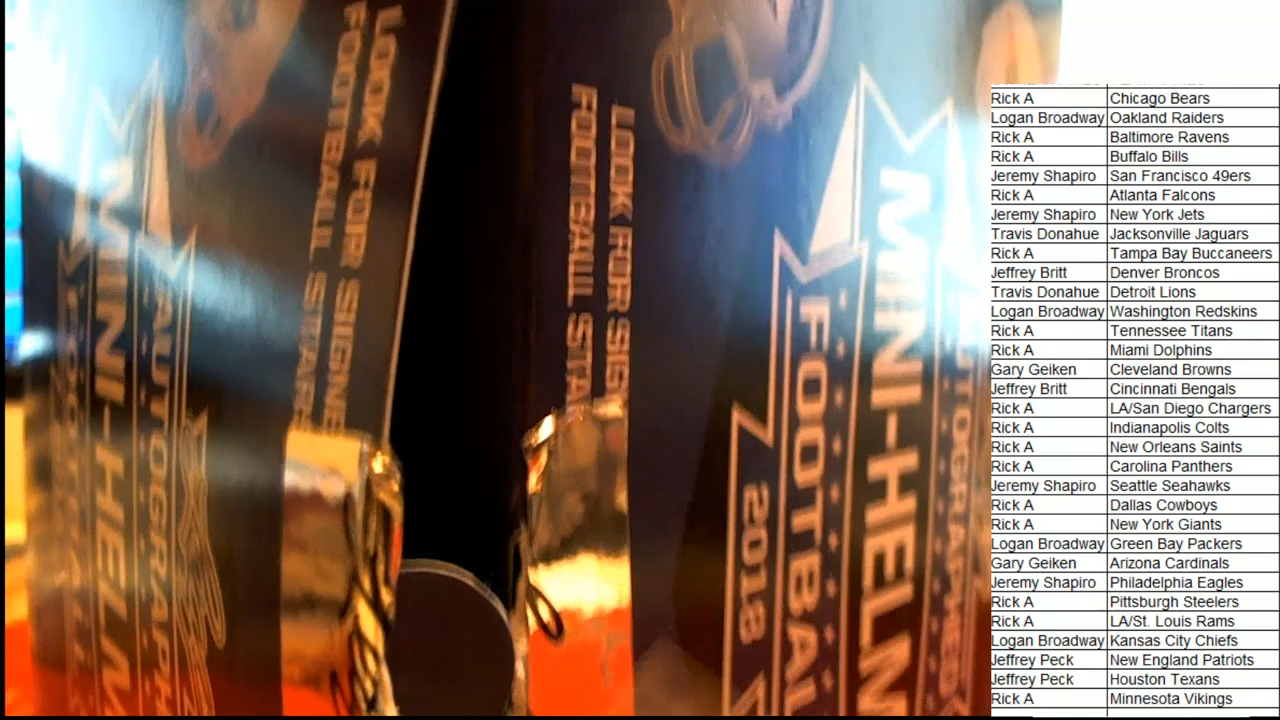 LOOK FOR SIGNE
FOOTBALL STA
MINI-HELM
AUTOGRAPH
LOOK FOR SIG
FOOTBALL STA
MINI-HELM
AUTOGRAPHED
FOOTBAL
2018
Rick A Chicago Bears
Logan Broadway Oakland Raiders
Rick A Baltimore Ravens
Rick A Buffalo Bills
Jeremy Shapiro San Francisco 49ers
Rick A Atlanta Falcons
Jeremy Shapiro New York Jets
Travis Donahue Jacksonville Jaguars
Rick A Tampa Bay Buccaneers
Jeffrey Britt Denver Broncos
Travis Donahue Detroit Lions
Logan Broadway Washington Redskins
Rick A Tennessee Titans
Rick A Miami Dolphins
Gary Geiken Cleveland Browns
Jeffrey Britt Cincinnati Bengals
Rick A LA/San Diego Chargers
Rick A Indianapolis Colts
Rick A New Orleans Saints
Rick A Carolina Panthers
Jeremy Shapiro Seattle Seahawks
Rick A Dallas Cowboys
Rick A New York Giants
Logan Broadway Green Bay Packers
Gary Geiken Arizona Cardinals
Jeremy Shapiro Philadelphia Eagles
Rick A Pittsburgh Steelers
Rick A LA/St. Louis Rams
Logan Broadway Kansas City Chiefs
Jeffrey Peck New England Patriots
Jeffrey Peck Houston Texans
Rick A Minnesota Vikings